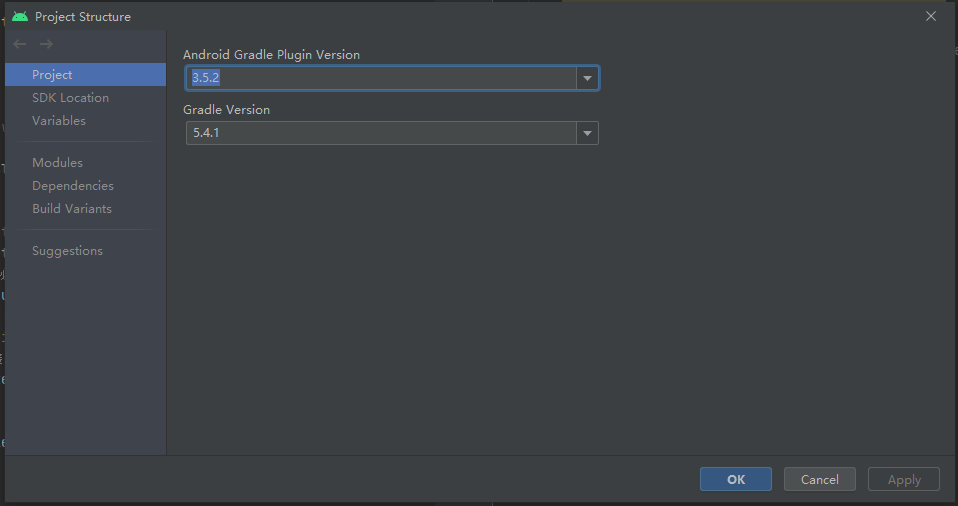 Project Structure
Project
SDK Location
Variables
Modules
Dependencies
Build Variants
Suggestions
Android Gradle Plugin Version
3.5.2
Gradle Version
5.4.1
OK
Cancel
Apply